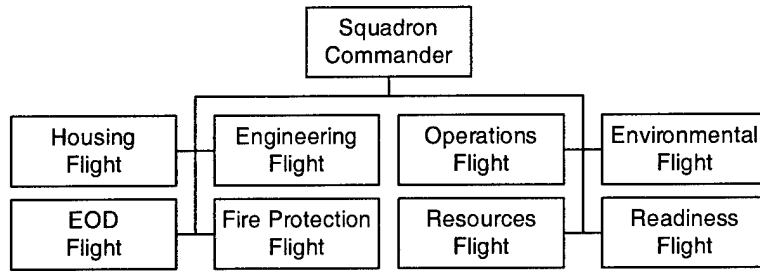 Squadron
Commander
Housing
Flight
Engineering
Flight
Operations
Flight
Environmental
Flight
EOD
Flight
Fire Protection
Flight
Resources
Flight
Readiness
Flight